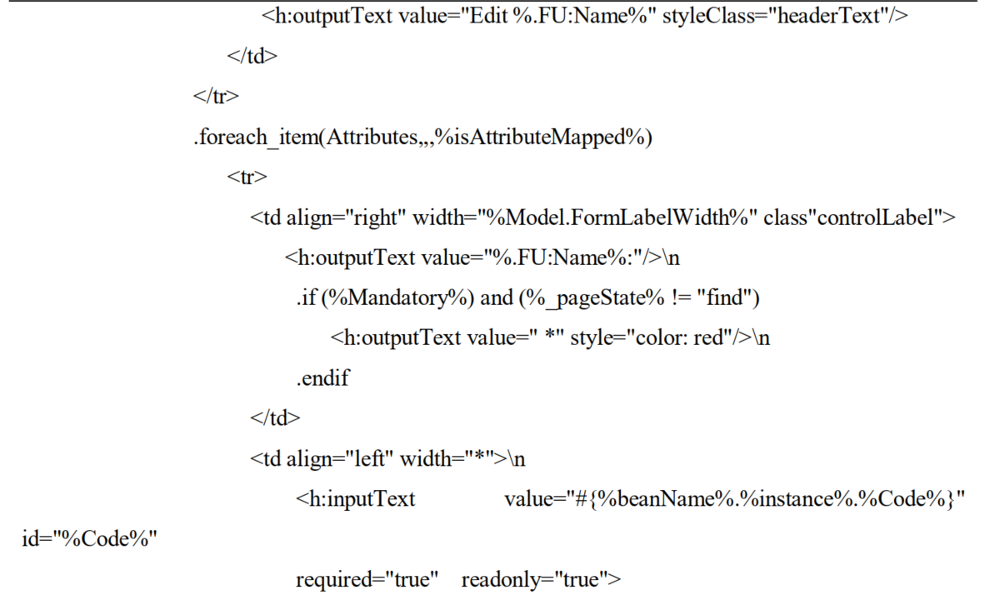 <h:outputText value="Edit %.FU:Name%" styleClass="headerText"/>
</td>
</tr>
.foreach_item(Attributes,,,%isAttributeMapped%)
<tr>
<td align="right" width="%Model.FormLabelWidth%" class"controlLabel">
<h:outputText value="%.FU:Name%:"/>\n
.if (%Mandatory%) and (%_pageState% != "find")
<h:outputText value=" *" style="color: red"/>\n
.endif
</td>
<td align="left" width="*">\n
<h:inputText value="#{%beanName%.%instance%.%Code%}"
id="%Code%"
required="true" readonly="true">